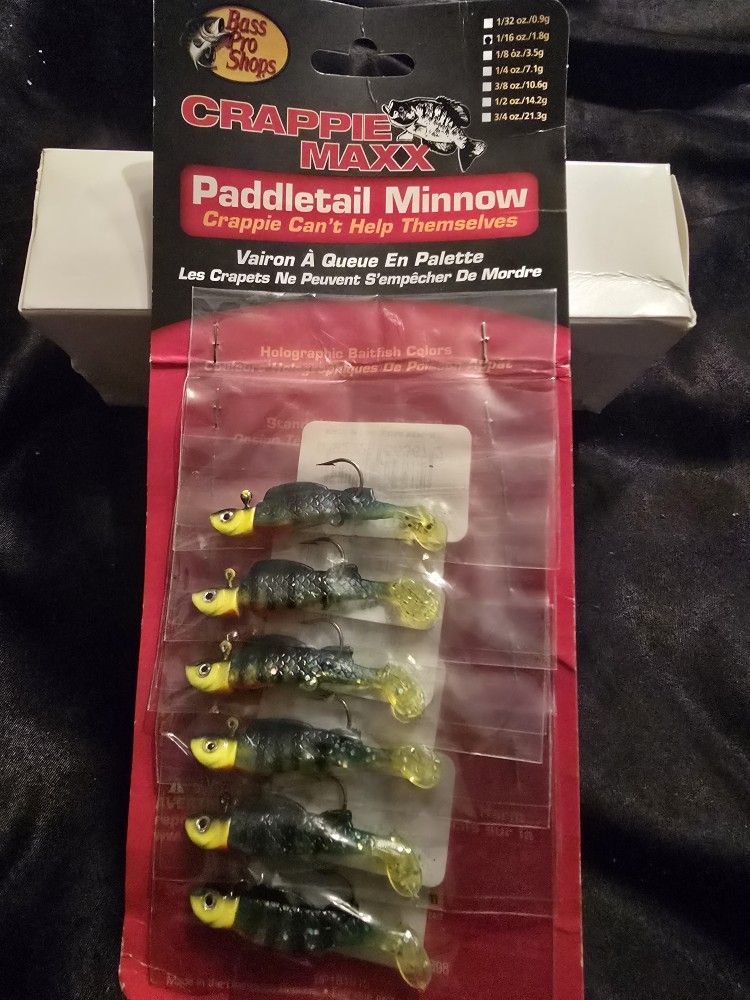 Bass
Pro
Shops
1/32 oz./0.9g
1/16 oz./1.8g
1/8 oz./3.5g
1/4 oz./7.1g
3/8 oz./10.6g
1/2 oz./14.2g
3/4 oz./21.3g
CRAPPIE
MAXX
Paddletail Minnow
Crappie Can't Help Themselves
Vairon À Queue En Palette
Les Crapets Ne Peuvent S'empêcher De Mordre
Holographic Baitfish Colors
Made in